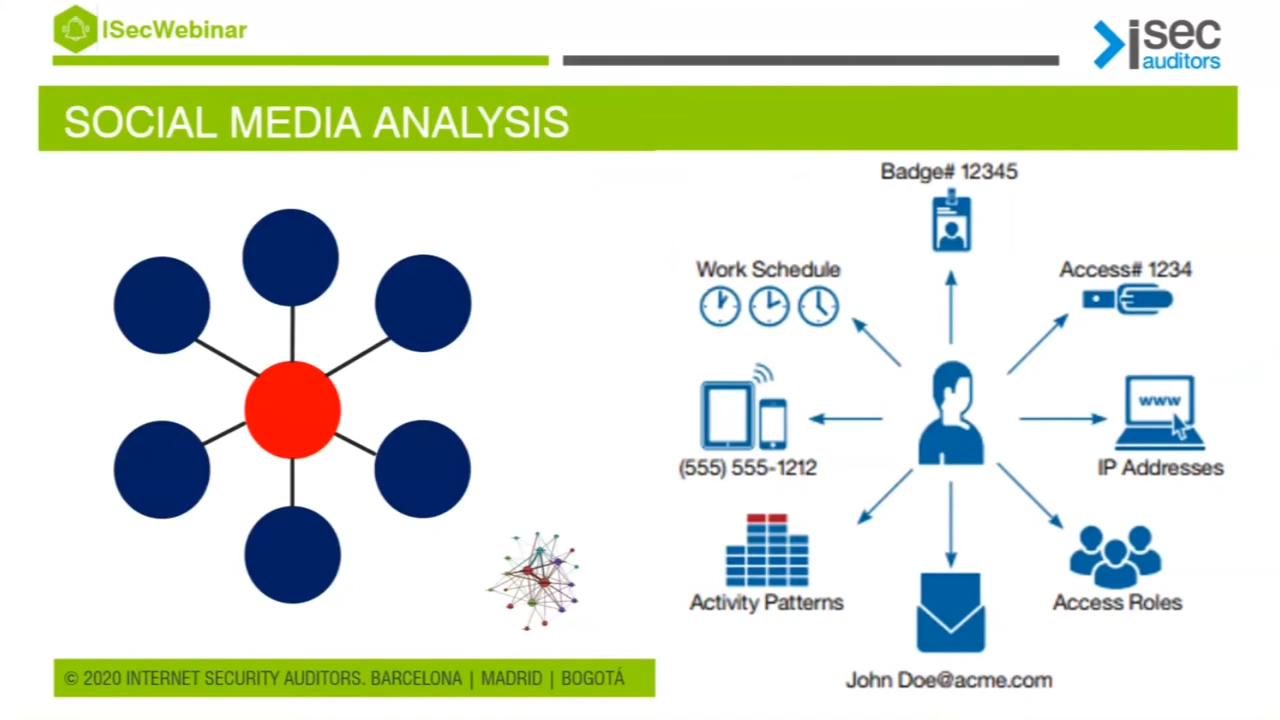 ISecWebinar
isec
auditors
SOCIAL MEDIA ANALYSIS
Badge# 12345
Work Schedule
Access# 1234
www
(555) 555-1212
IP Addresses
Activity Patterns
Access Roles
© 2020 INTERNET SECURITY AUDITORS. BARCELONA | MADRID | BOGOTÁ
John Doe@acme.com